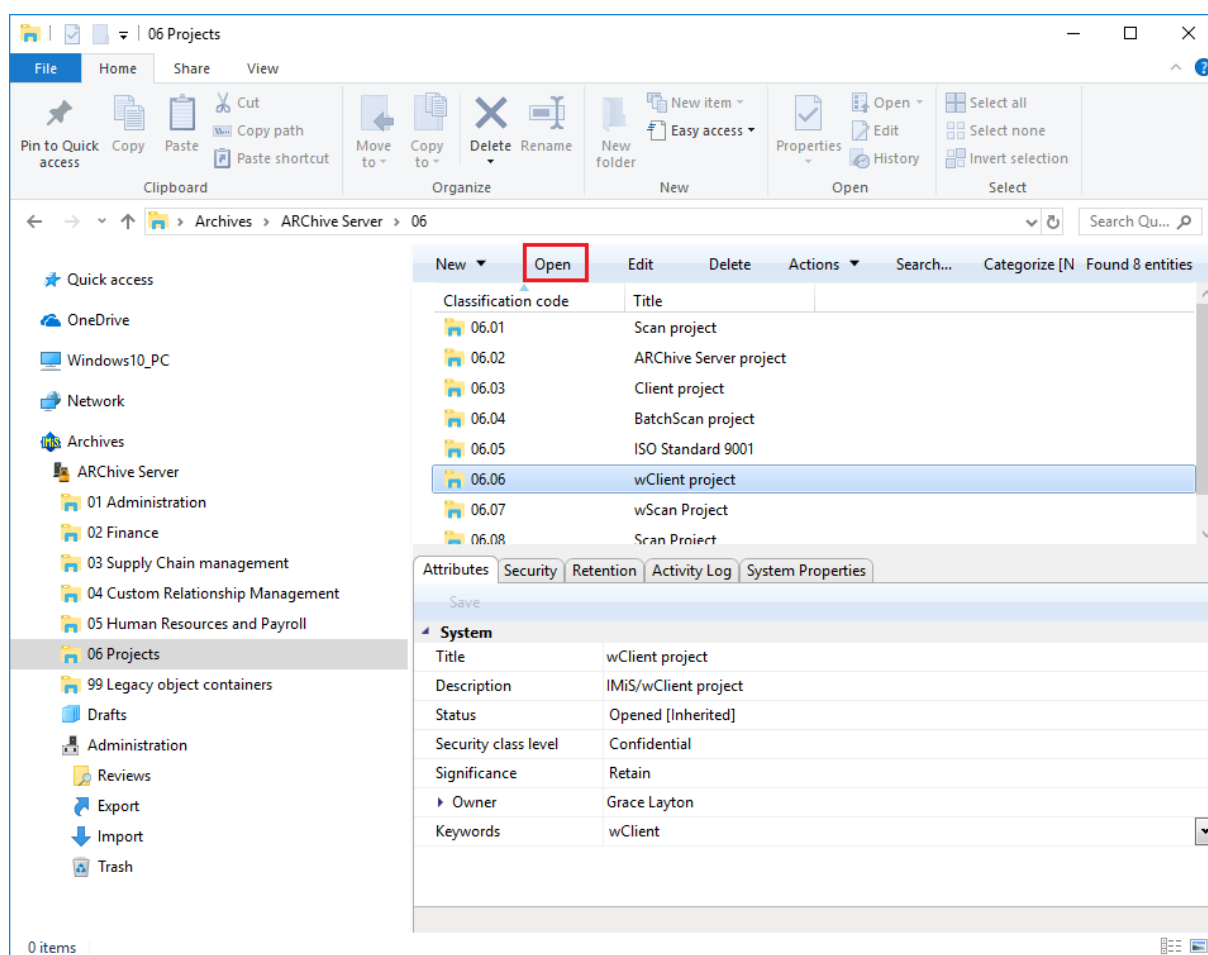 06 Projects
File Home Share View
Pin to Quick access
Copy
Paste
Cut
Copy path
Paste shortcut
Move to
Copy to
Delete
Rename
New folder
New item
Easy access
Properties
Open
Edit
History
Select all
Select none
Invert selection
Clipboard Organize New Open Select
Archives > ARChive Server > 06
Search Qu...
New Open Edit Delete Actions Search... Categorize [N Found 8 entities
Classification code Title
06.01 Scan project
06.02 ARChive Server project
06.03 Client project
06.04 BatchScan project
06.05 ISO Standard 9001
06.06 wClient project
06.07 wScan Project
06.08 Scan Project
Quick access
OneDrive
Windows10_PC
Network
Archives
ARChive Server
01 Administration
02 Finance
03 Supply Chain management
04 Custom Relationship Management
05 Human Resources and Payroll
06 Projects
99 Legacy object containers
Drafts
Administration
Reviews
Export
Import
Trash
Attributes Security Retention Activity Log System Properties
Save
System
Title wClient project
Description IMiS/wClient project
Status Opened [Inherited]
Security class level Confidential
Significance Retain
Owner Grace Layton
Keywords wClient
0 items